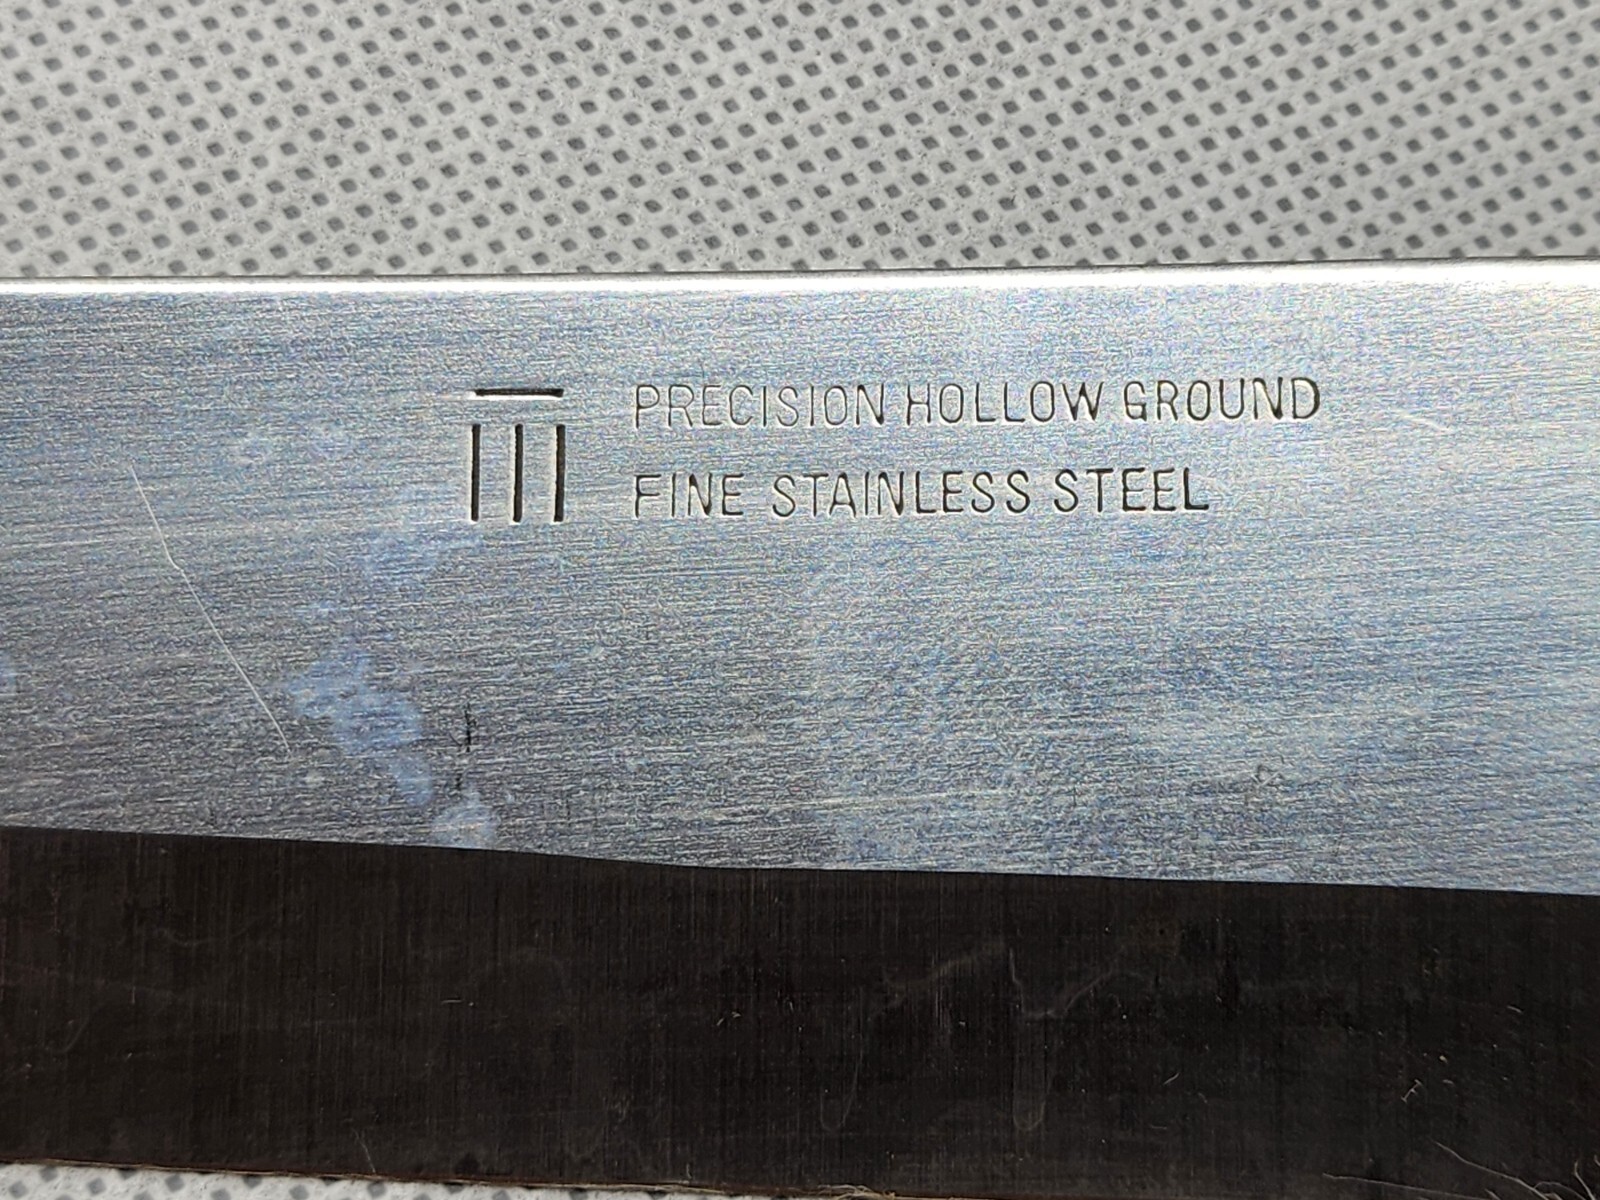 PRECISION HOLLOW GROUND
FINE STAINLESS STEEL